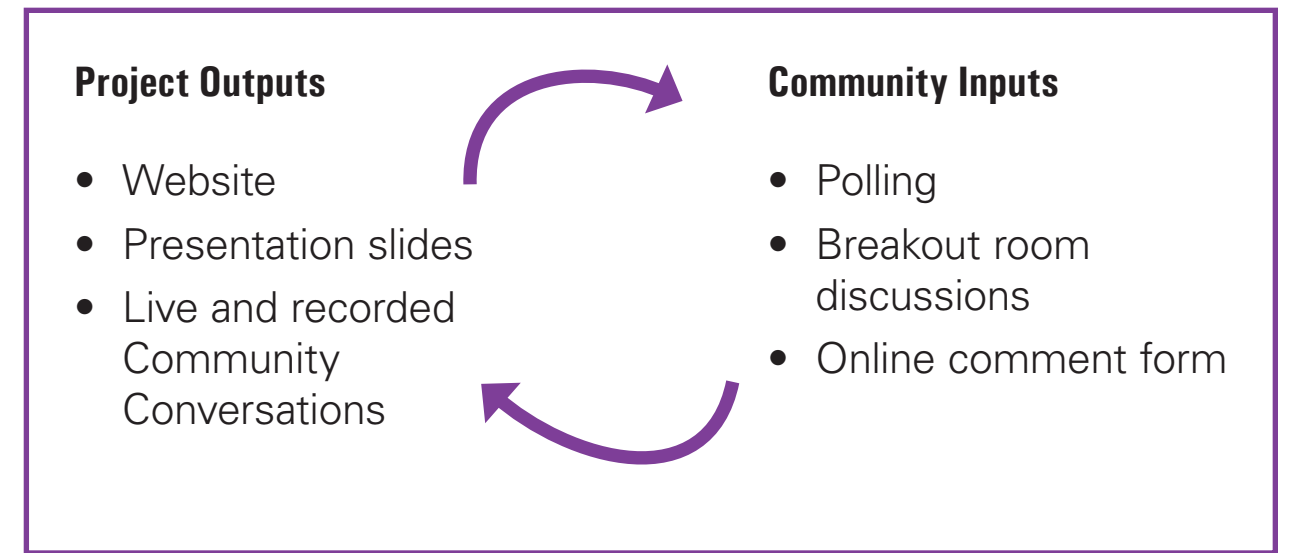 Project Outputs
• Website
• Presentation slides
• Live and recorded
Community
Conversations
Community Inputs
• Polling
• Breakout room
discussions
• Online comment form